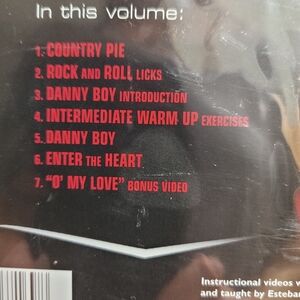 In this volume:
1. COUNTRY PIE
2. ROCK AND ROLL LICKS
3. DANNY BOY INTRODUCTION
4. INTERMEDIATE WARM UP EXERCISES
5. DANNY BOY
6. ENTER THE HEART
7. "O' MY LOVE" BONUS VIDEO
Instructional videos
and taught by Esteban